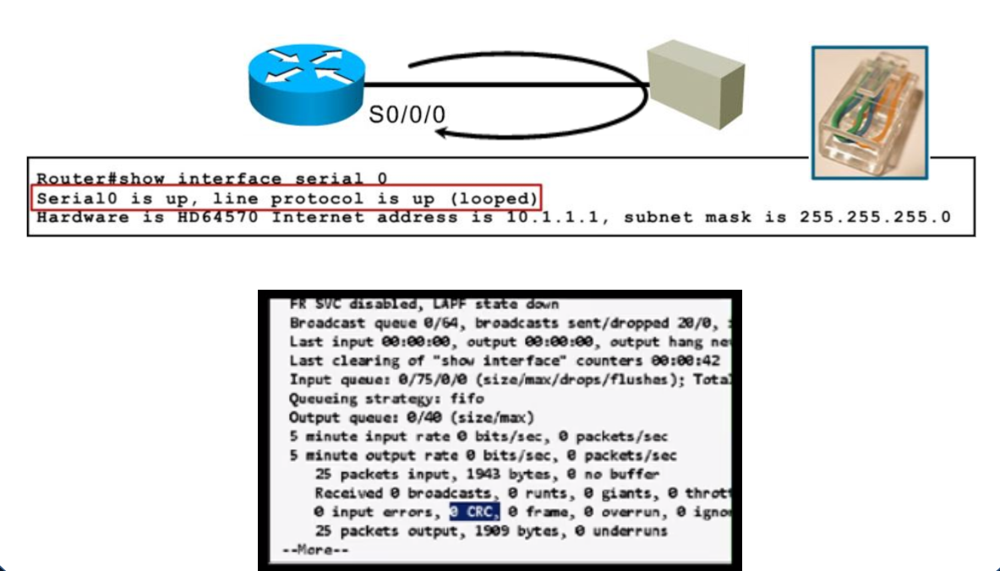 S0/0/0
Router#show interface serial 0
Serial0 is up, line protocol is up (looped)
Hardware is HD64570 Internet address is 10.1.1.1, subnet mask is 255.255.255.0
FR SVC disabled, LAPF state down
Broadcast queue 0/64, broadcasts sent/dropped 20/0,
Last input 00:00:00, output 00:00:00, output hang
Last clearing of "show interface" counters 00:00:42
Input queue: 0/75/0/0 (size/max/drops/flushes); Total
Queueing strategy: fifo
Output queue: 0/40 (size/max)
5 minute input rate 0 bits/sec, 0 packets/sec
5 minute output rate 0 bits/sec, 0 packets/sec
25 packets input, 1943 bytes, 0 no buffer
Received 0 broadcasts, 0 runts, 0 giants, 0
0 input errors, 0 CRC, 0 frame, 0 overrun, 0
25 packets output, 1909 bytes, 0 underruns
--More--